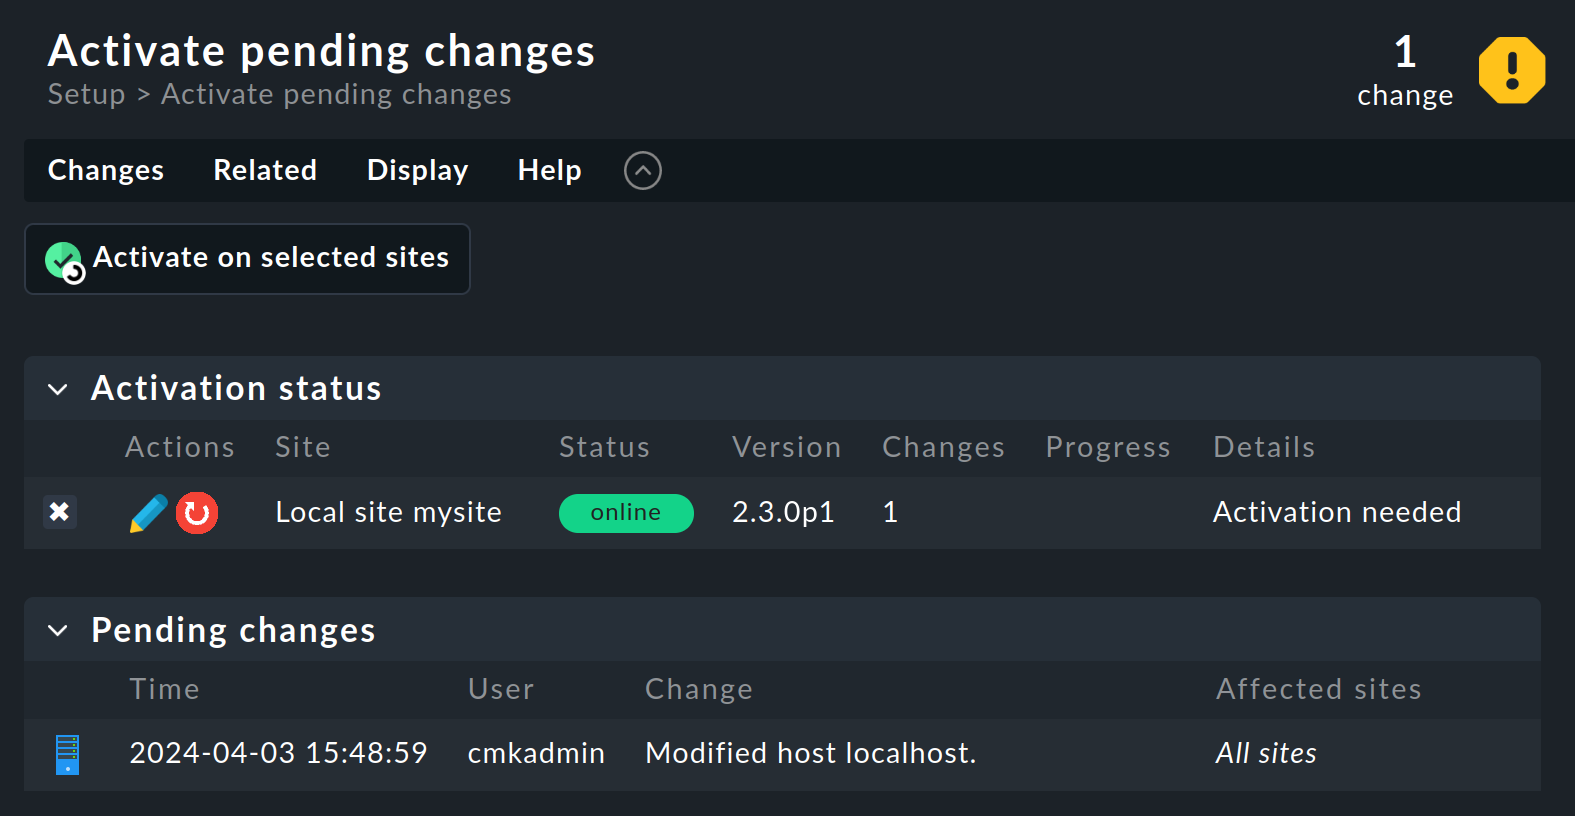 Activate pending changes
Setup > Activate pending changes
1
change
Changes Related Display Help
Activate on selected sites
Activation status
Actions Site Status Version Changes Progress Details
Local site mysite online 2.3.0p1 1 Activation needed
Pending changes
Time User Change Affected sites
2024-04-03 15:48:59 cmkadmin Modified host localhost. All sites